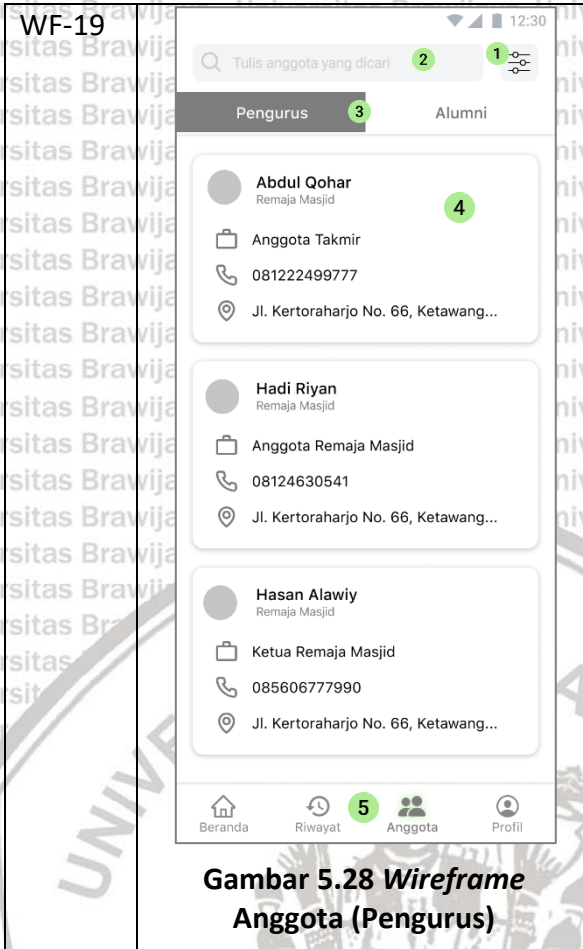 WF-19
12:30
Tulis anggota yang dicari
2
1
Pengurus
3
Alumni
Abdul Qohar
Remaja Masjid
4
Anggota Takmir
081222499777
Jl. Kertoraharjo No. 66, Ketawang...
Hadi Riyan
Remaja Masjid
Anggota Remaja Masjid
08124630541
Jl. Kertoraharjo No. 66, Ketawang...
Hasan Alawiy
Remaja Masjid
Ketua Remaja Masjid
085606777990
Jl. Kertoraharjo No. 66, Ketawang...
5
Beranda Riwayat Anggota Profil
Gambar 5.28 Wireframe
Anggota (Pengurus)